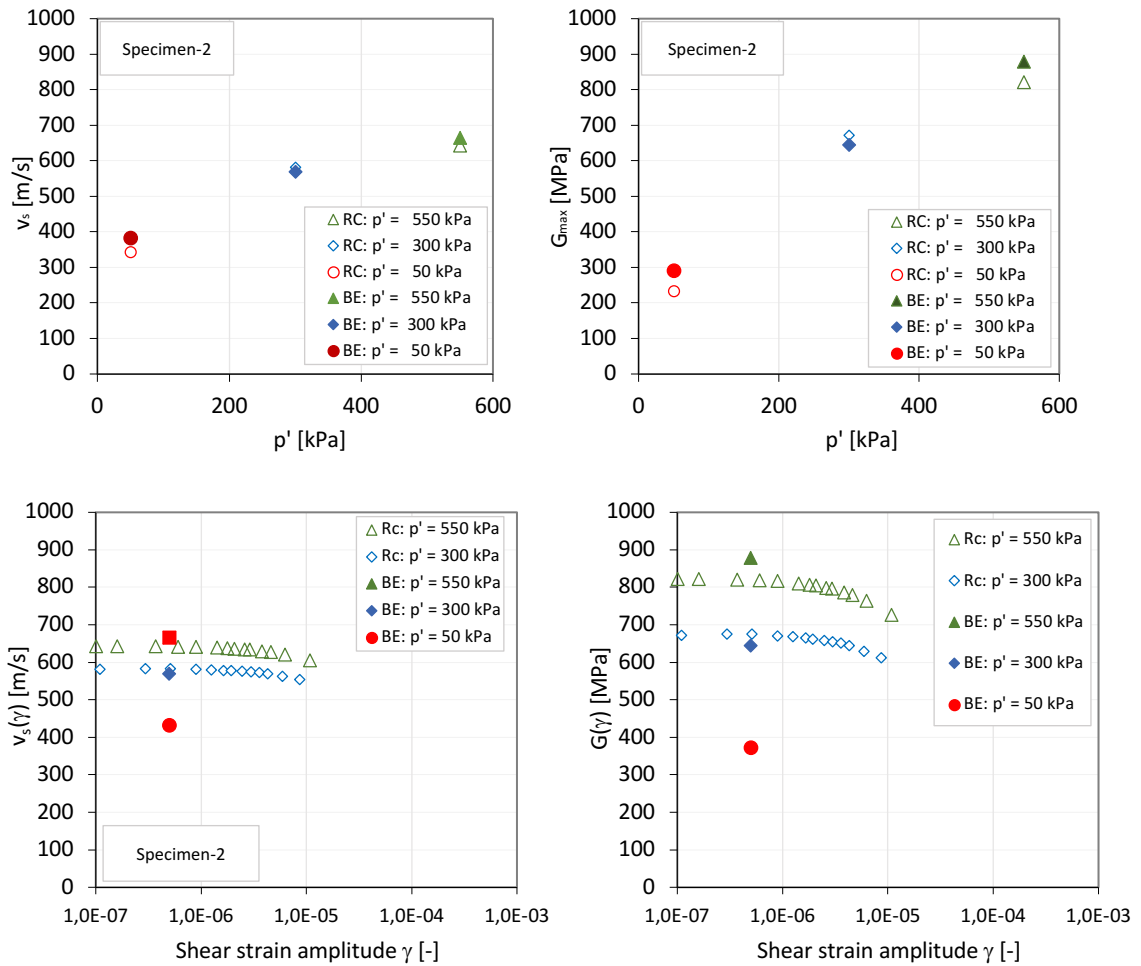 Specimen-2
1000
900
800
700
600
500
400
300
200
100
0
v_s [m/s]
RC: p' = 550 kPa
RC: p' = 300 kPa
RC: p' = 50 kPa
BE: p' = 550 kPa
BE: p' = 300 kPa
BE: p' = 50 kPa
0 200 400 600
p' [kPa]
Specimen-2
1000
900
800
700
600
500
400
300
200
100
0
G_max [MPa]
RC: p' = 550 kPa
RC: p' = 300 kPa
RC: p' = 50 kPa
BE: p' = 550 kPa
BE: p' = 300 kPa
BE: p' = 50 kPa
0 200 400 600
p' [kPa]
1000
900
800
700
600
500
400
300
200
100
0
v_s(γ) [m/s]
Rc: p' = 550 kPa
Rc: p' = 300 kPa
BE: p' = 550 kPa
BE: p' = 300 kPa
BE: p' = 50 kPa
Specimen-2
1,0E-07 1,0E-06 1,0E-05 1,0E-04 1,0E-03
Shear strain amplitude γ [-]
1000
900
800
700
600
500
400
300
200
100
0
G(γ) [MPa]
Rc: p' = 550 kPa
Rc: p' = 300 kPa
BE: p' = 550 kPa
BE: p' = 300 kPa
BE: p' = 50 kPa
1,0E-07 1,0E-06 1,0E-05 1,0E-04 1,0E-03
Shear strain amplitude γ [-]